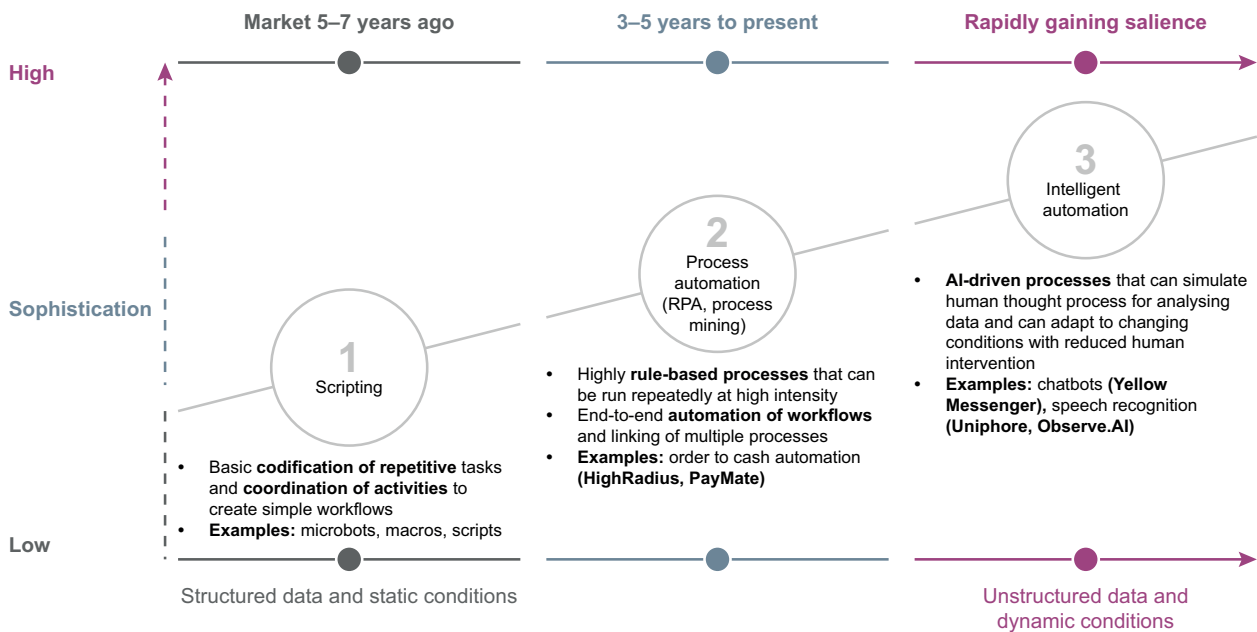 Market 5–7 years ago
3–5 years to present
Rapidly gaining salience
High
Sophistication
Low
1
Scripting
• Basic codification of repetitive tasks
and coordination of activities to
create simple workflows
• Examples: microbots, macros, scripts
2
Process
automation
(RPA, process
mining)
• Highly rule-based processes that can
be run repeatedly at high intensity
• End-to-end automation of workflows
and linking of multiple processes
• Examples: order to cash automation
(HighRadius, PayMate)
3
Intelligent
automation
• AI-driven processes that can simulate
human thought process for analysing
data and can adapt to changing
conditions with reduced human
intervention
• Examples: chatbots (Yellow
Messenger), speech recognition
(Uniphore, Observe.AI)
Structured data and static conditions
Unstructured data and
dynamic conditions